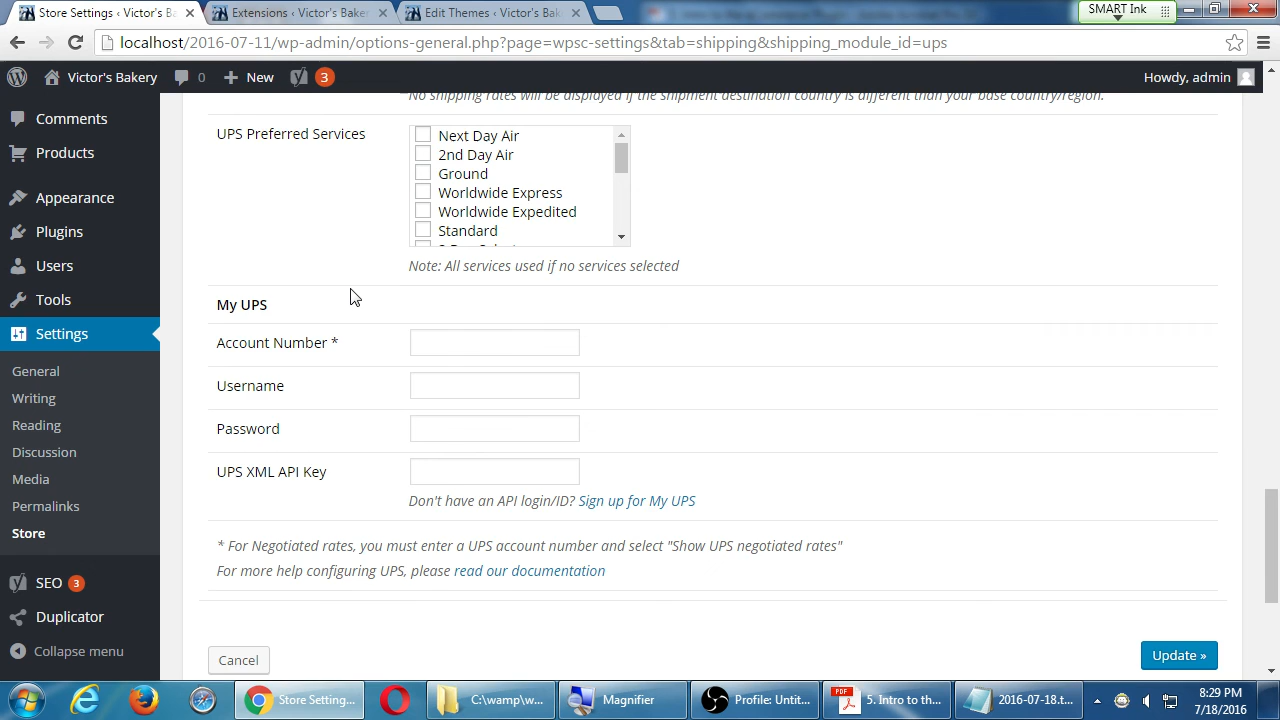 Store Settings ‹ Victor's B
Extensions ‹ Victor's Baker
Edit Themes ‹ Victor's Bak
SMART Ink
localhost/2016-07-11/wp-admin/options-general.php?page=wpsc-settings&tab=shipping&shipping_module_id=ups
Victor's Bakery
0
New
3
Howdy, admin
Comments
Products
Appearance
Plugins
Users
Tools
Settings
General
Writing
Reading
Discussion
Media
Permalinks
Store
SEO 3
Duplicator
Collapse menu
No shipping rates will be displayed if the shipment destination country is different than your base country/region.
UPS Preferred Services
Next Day Air
2nd Day Air
Ground
Worldwide Express
Worldwide Expedited
Standard
Note: All services used if no services selected
My UPS
Account Number *
Username
Password
UPS XML API Key
Don't have an API login/ID? Sign up for My UPS
* For Negotiated rates, you must enter a UPS account number and select "Show UPS negotiated rates"
For more help configuring UPS, please read our documentation
Cancel
Update »
Store Setting...
C:\wamp\w...
Magnifier
Profile: Untit...
PDF
5. Intro to th...
2016-07-18.t...
8:29 PM
7/18/2016